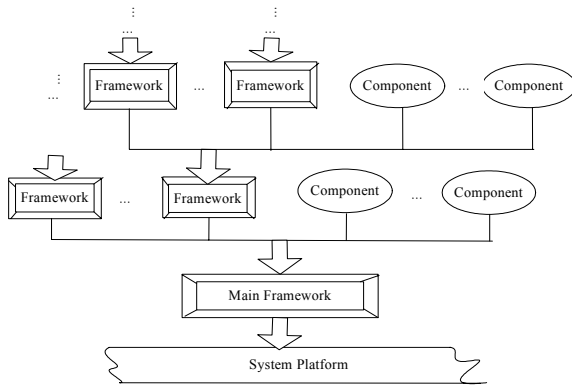 ⋮ ⋮
... ...
Framework ... Framework Component ... Component
⋮
...
Framework ... Framework Component ... Component
Main Framework
System Platform